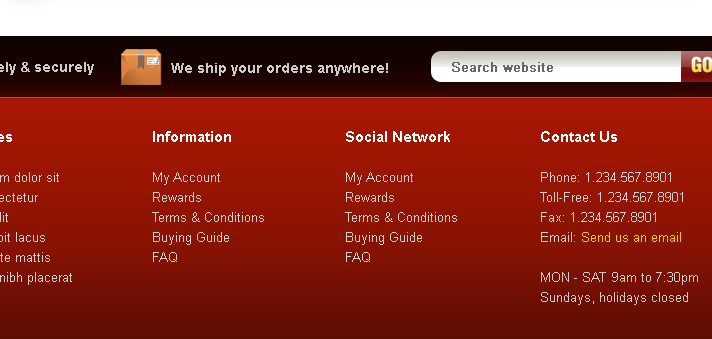 ely & securely
We ship your orders anywhere!
Search website
GO
es
m dolor sit
ectetur
lit
bit lacus
te mattis
nibh placerat
Information
My Account
Rewards
Terms & Conditions
Buying Guide
FAQ
Social Network
My Account
Rewards
Terms & Conditions
Buying Guide
FAQ
Contact Us
Phone: 1.234.567.8901
Toll-Free: 1.234.567.8901
Fax: 1.234.567.8901
Email: Send us an email
MON - SAT 9am to 7:30pm
Sundays, holidays closed